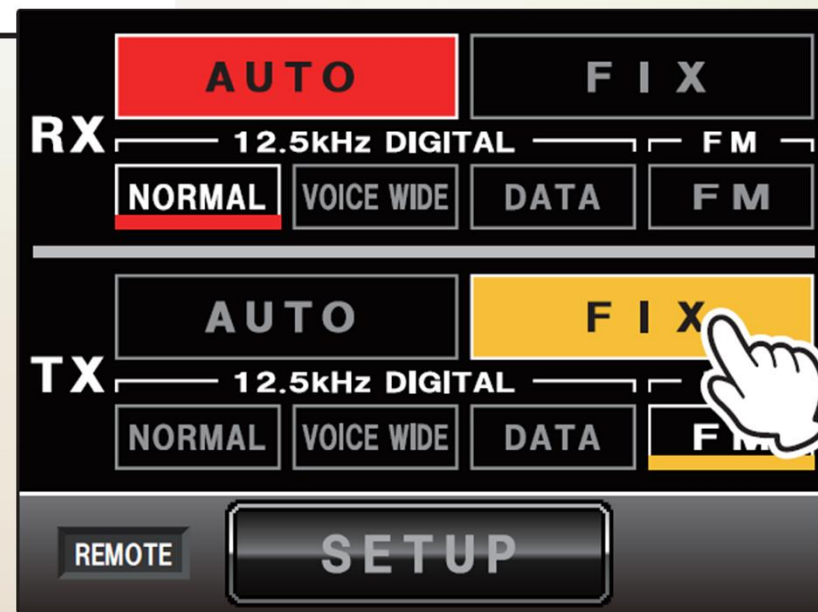 AUTO FIX
RX
12.5kHz DIGITAL FM
NORMAL VOICE WIDE DATA FM
AUTO FIX
TX
12.5kHz DIGITAL
NORMAL VOICE WIDE DATA FM
REMOTE SETUP